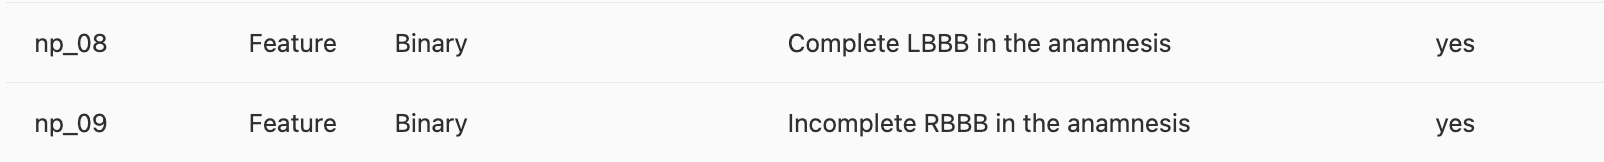 np_08 Feature Binary Complete LBBB in the anamnesis yes
np_09 Feature Binary Incomplete RBBB in the anamnesis yes